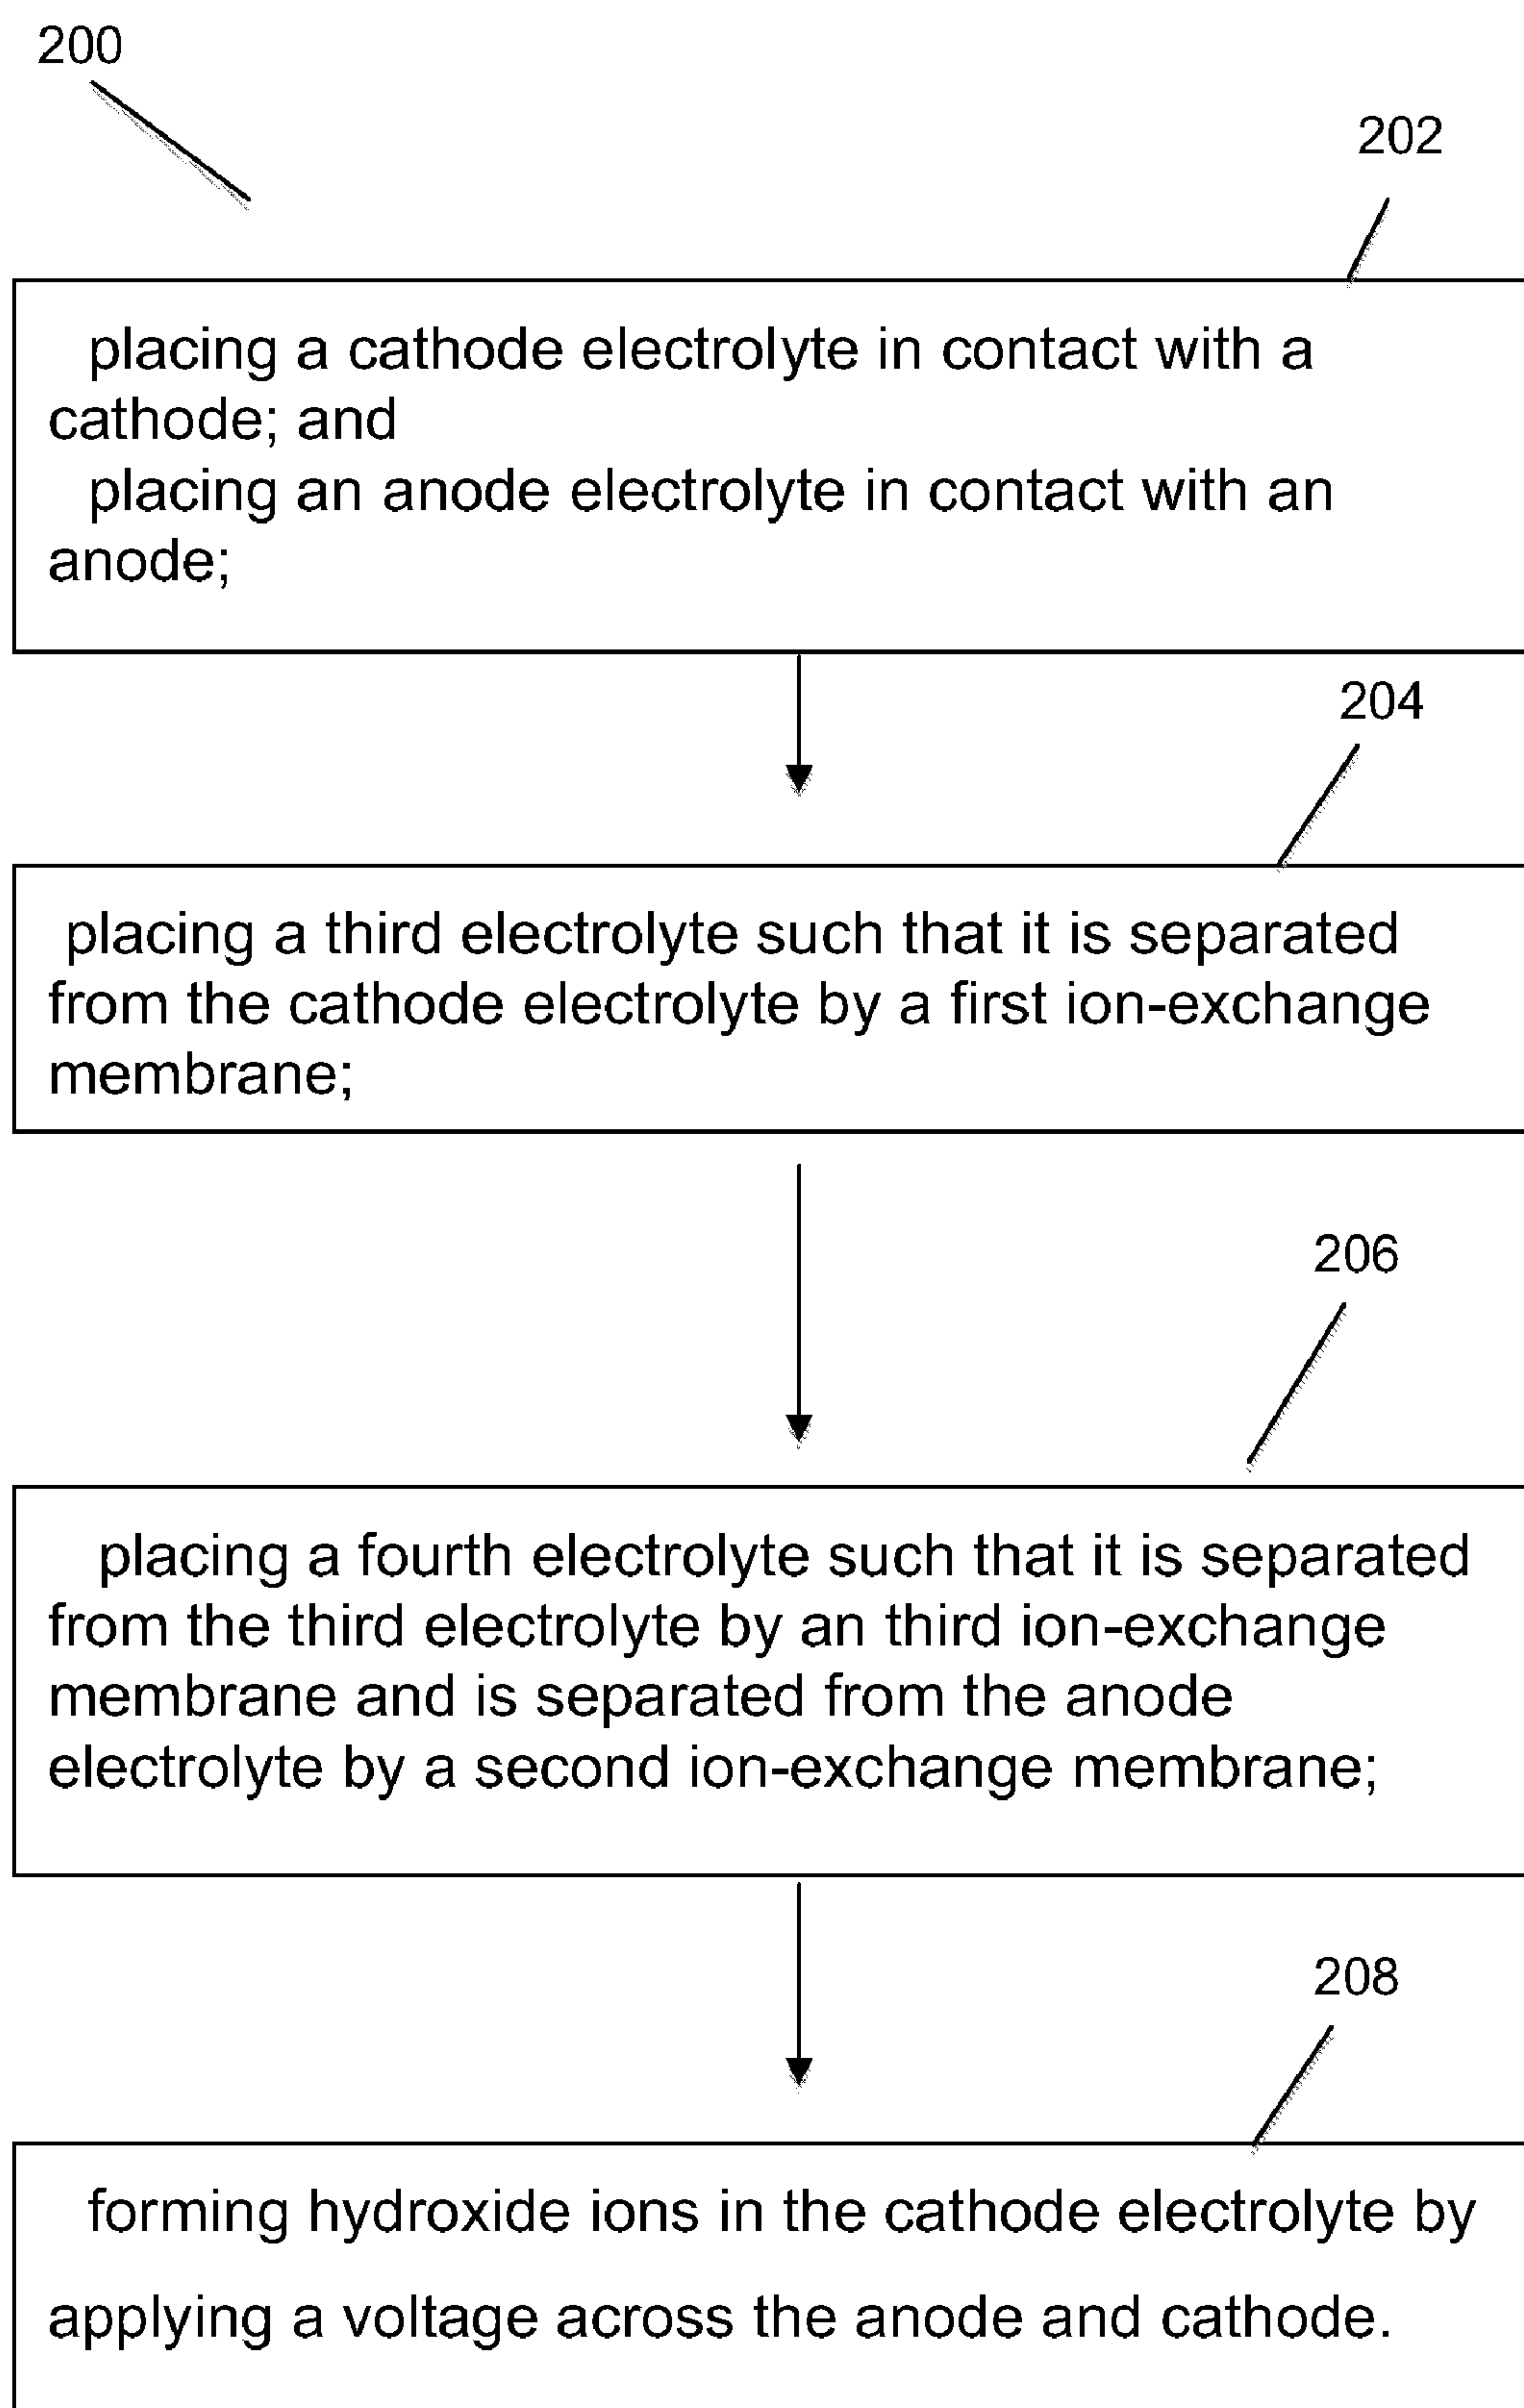 200
202
placing a cathode electrolyte in contact with a
cathode; and
placing an anode electrolyte in contact with an
anode;
204
placing a third electrolyte such that it is separated
from the cathode electrolyte by a first ion-exchange
membrane;
206
placing a fourth electrolyte such that it is separated
from the third electrolyte by an third ion-exchange
membrane and is separated from the anode
electrolyte by a second ion-exchange membrane;
208
forming hydroxide ions in the cathode electrolyte by
applying a voltage across the anode and cathode.